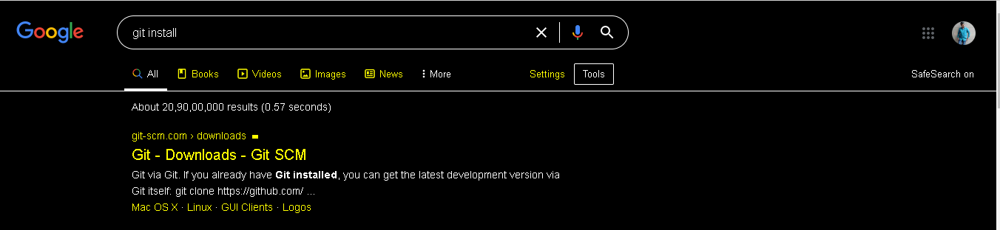 Google
git install
All Books Videos Images News More Settings Tools SafeSearch on
About 20,90,00,000 results (0.57 seconds)
git-scm.com › downloads
Git - Downloads - Git SCM
Git via Git. If you already have Git installed, you can get the latest development version via
Git itself: git clone https://github.com/ ...
Mac OS X · Linux · GUI Clients · Logos